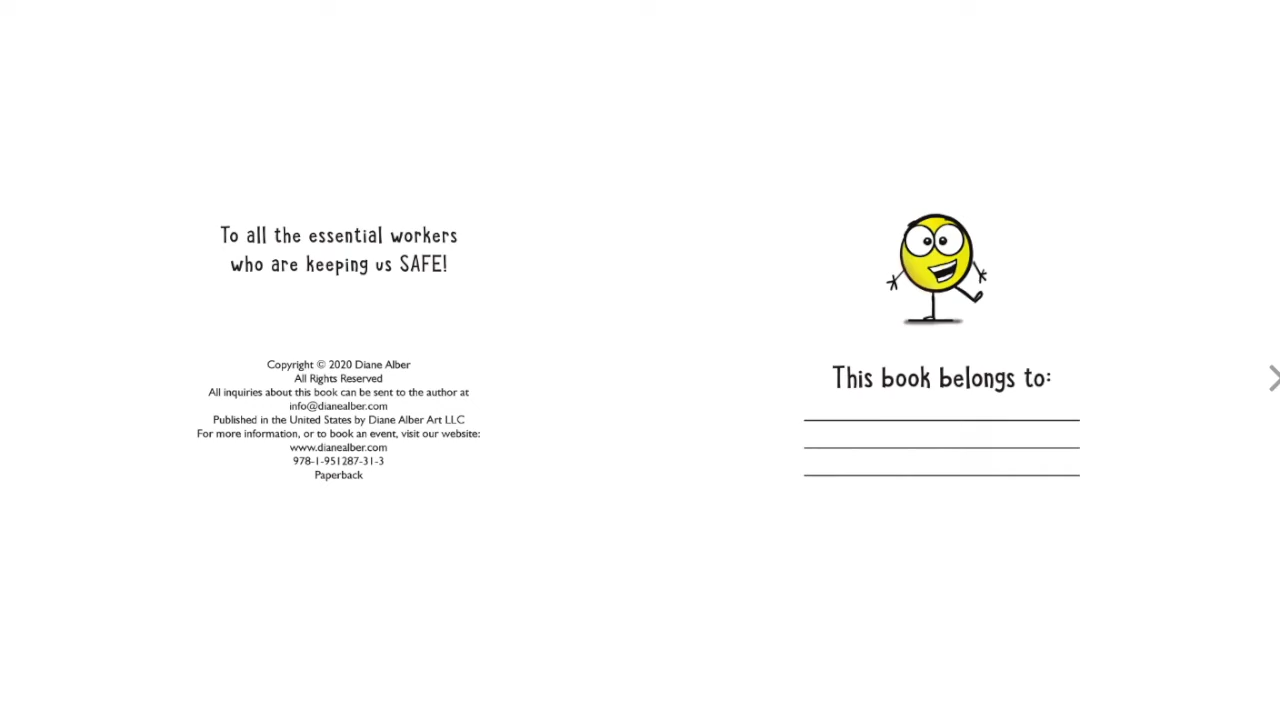 To all the essential workers
who are keeping us SAFE!
Copyright © 2020 Diane Alber
All Rights Reserved
All inquiries about this book can be sent to the author at
info@dianealber.com
Published in the United States by Diane Alber Art LLC
For more information, or to book an event, visit our website:
www.dianealber.com
978-1-951287-31-3
Paperback
This book belongs to: